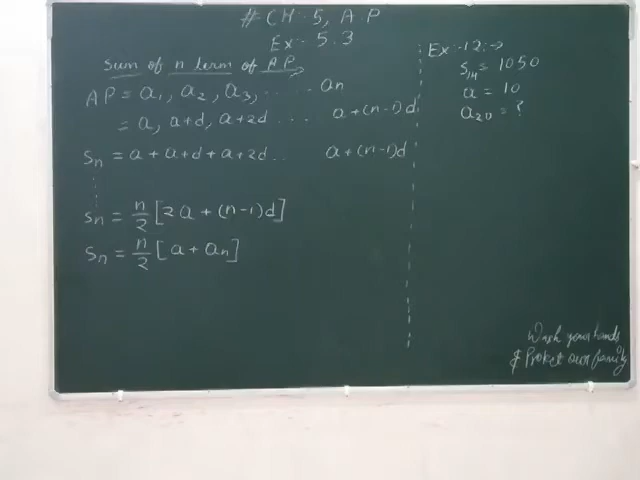 # CH:- 5, A.P
Ex:- 5.3
Sum of n term of AP
AP = a₁, a₂, a₃, ...... an
= a, a+d, a+2d .... a+(n-1)d
Sn = a + a+d + a+2d .. a+(n-1)d
Sn = n/2 [2a + (n-1)d]
Sn = n/2 [a + an]
Ex:-12:→
S₁₄ = 1050
a = 10
a₂₀ = ?
Wash your hands
& Protect our family